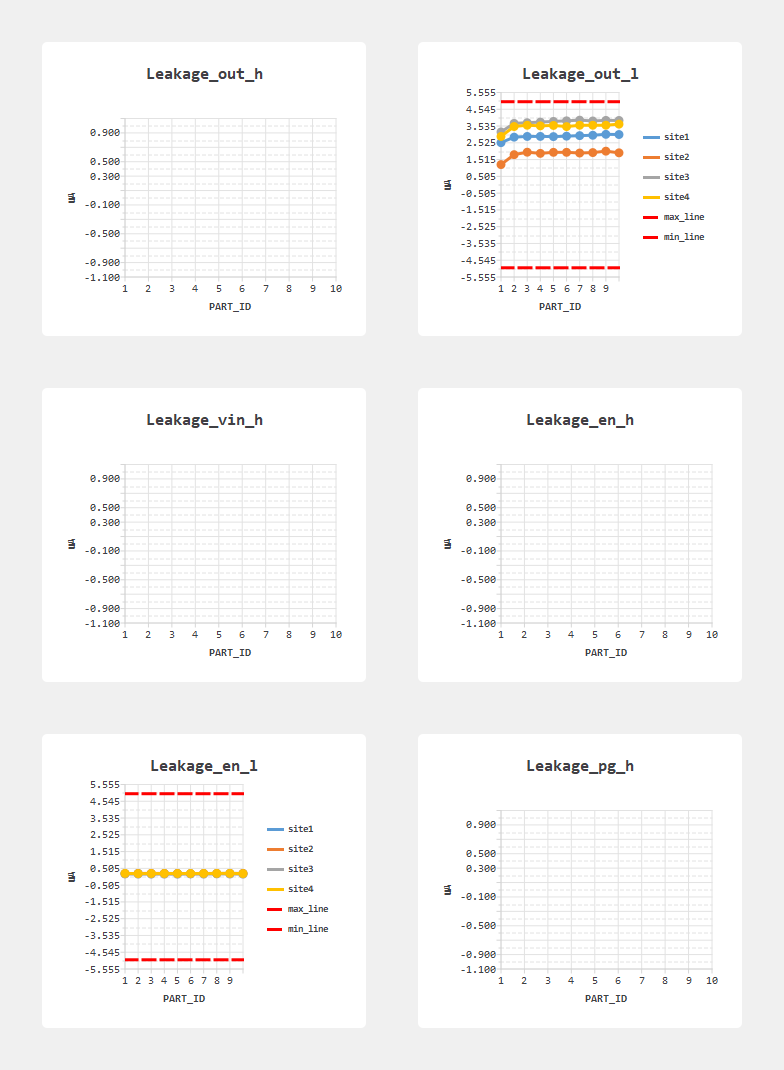 Leakage_out_h
0.900
0.500
0.300
-0.100
-0.500
-0.900
-1.100
UA
1 2 3 4 5 6 7 8 9 10
PART_ID
Leakage_out_l
5.555
4.545
3.535
2.525
1.515
0.505
-0.505
-1.515
-2.525
-3.535
-4.545
-5.555
UA
1 2 3 4 5 6 7 8 9
PART_ID
site1
site2
site3
site4
max_line
min_line
Leakage_vin_h
0.900
0.500
0.300
-0.100
-0.500
-0.900
-1.100
UA
1 2 3 4 5 6 7 8 9 10
PART_ID
Leakage_en_h
0.900
0.500
0.300
-0.100
-0.500
-0.900
-1.100
UA
1 2 3 4 5 6 7 8 9 10
PART_ID
Leakage_en_l
5.555
4.545
3.535
2.525
1.515
0.505
-0.505
-1.515
-2.525
-3.535
-4.545
-5.555
UA
1 2 3 4 5 6 7 8 9
PART_ID
site1
site2
site3
site4
max_line
min_line
Leakage_pg_h
0.900
0.500
0.300
-0.100
-0.500
-0.900
-1.100
UA
1 2 3 4 5 6 7 8 9 10
PART_ID